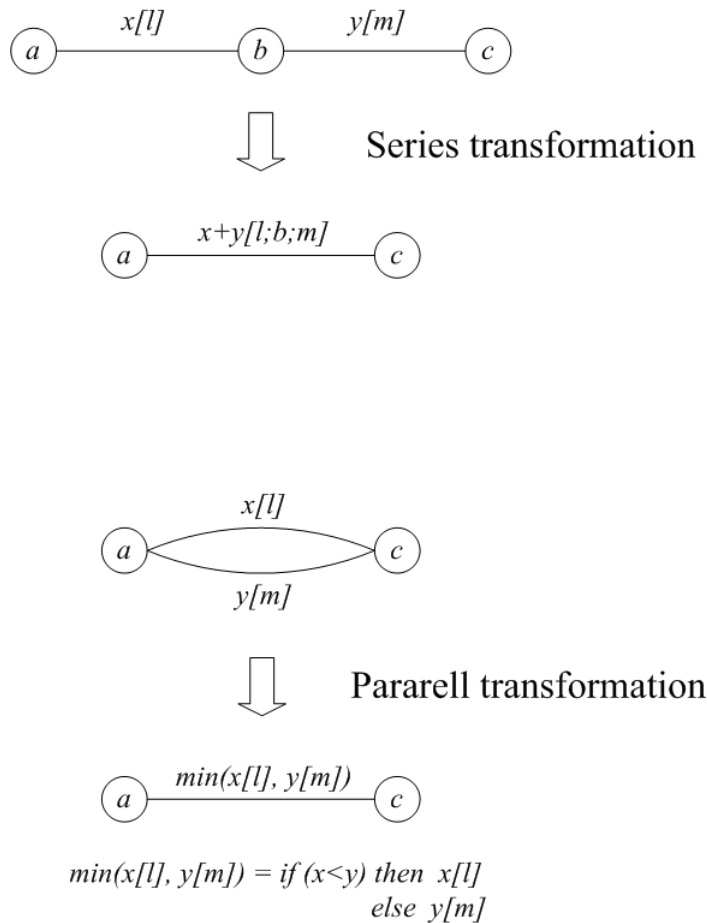 x[l] y[m]
a b c
Series transformation
x+y[l;b;m]
a c
x[l]
a c
y[m]
Pararell transformation
min(x[l], y[m])
a c
min(x[l], y[m]) = if (x<y) then x[l]
else y[m]